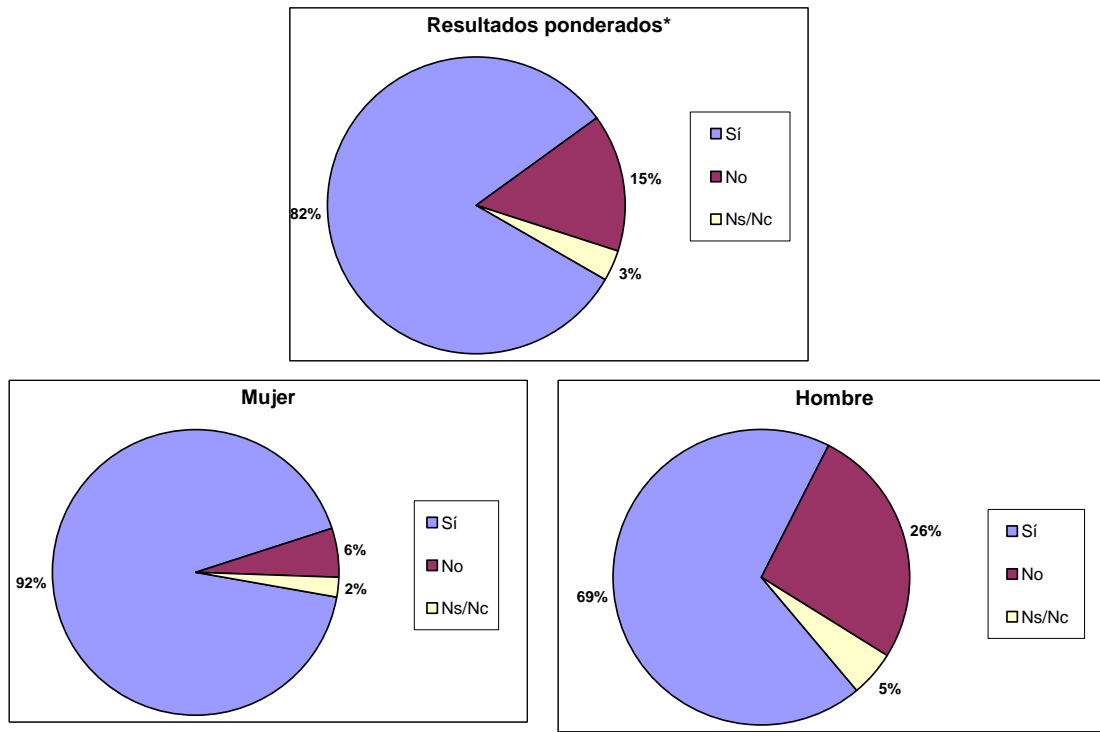 Resultados ponderados*
82%
15%
3%
Sí
No
Ns/Nc
Mujer
92%
6%
2%
Sí
No
Ns/Nc
Hombre
69%
26%
5%
Sí
No
Ns/Nc